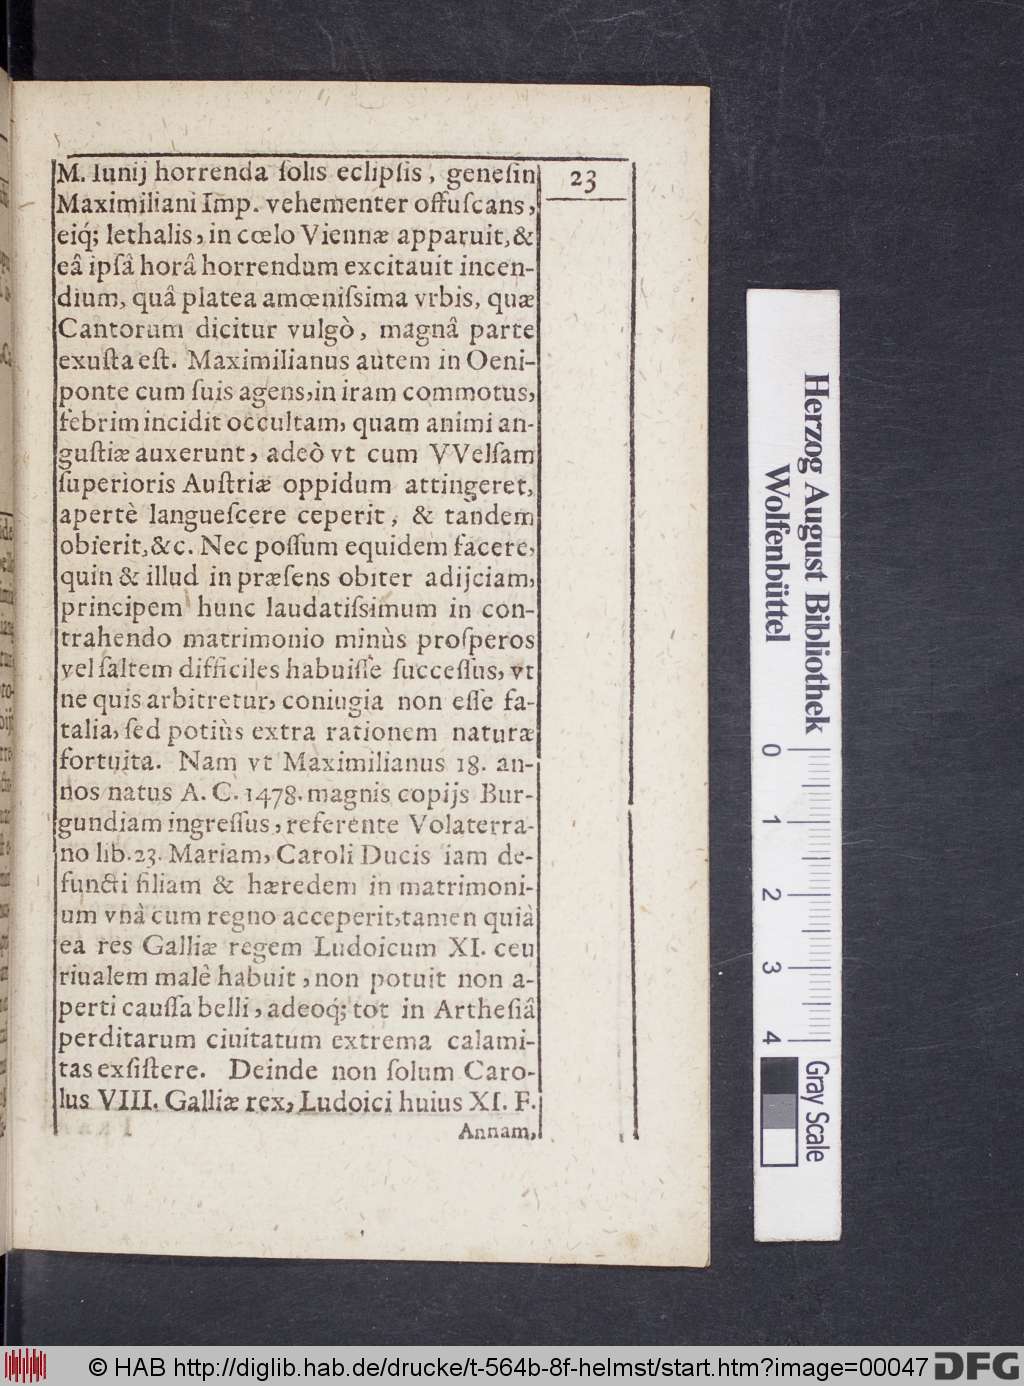 23
M. Iunij horrenda ſolis eclipſis, geneſin
Maximiliani Imp. vehementer offuſcans,
eiq́; lethalis, in cœlo Viennæ apparuit, &
eâ ipſâ horâ horrendum excitauit incen-
dium, quâ platea amœniſsima vrbis, quæ
Cantorum dicitur vulgò, magnâ parte
exuſta eſt. Maximilianus autem in Oeni-
ponte cum ſuis agens, in iram commotus,
febrim incidit occultam, quam animi an-
guſtiæ auxerunt, adeò vt cum VVelſam
ſuperioris Auſtriæ oppidum attingeret,
apertè langueſcere ceperit, & tandem
obierit, &c. Nec poſſum equidem facere,
quin & illud in præſens obiter adijciam,
principem hunc laudatiſsimum in con-
trahendo matrimonio minùs proſperos
vel ſaltem difficiles habuiſſe ſucceſſus, vt
ne quis arbitretur, coniugia non eſſe fa-
talia, ſed potiùs extra rationem naturæ
fortuita. Nam vt Maximilianus 18. an-
nos natus A. C. 1478. magnis copijs Bur-
gundiam ingreſſus, referente Volaterra-
no lib. 23. Mariam, Caroli Ducis iam de-
functi filiam & hæredem in matrimoni-
um vnâ cum regno acceperit, tamen quià
ea res Galliæ regem Ludoicum XI. ceu
riualem malè habuit, non potuit non a-
perti cauſſa belli, adeoq́; tot in Artheſiâ
perditarum ciuitatum extrema calami-
tas exſiſtere. Deinde non ſolum Caro-
lus VIII. Galliæ rex, Ludoici huius XI. F.
Annam,
Herzog August Bibliothek
Wolfenbüttel
0 1 2 3 4
Gray Scale
© HAB http://diglib.hab.de/drucke/t-564b-8f-helmst/start.htm?image=00047
DFG